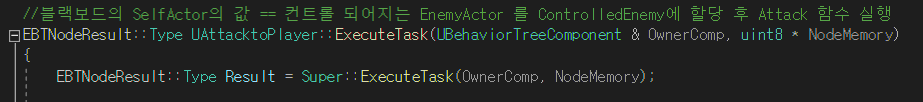 //블랙보드의 SelfActor의 값 == 컨트롤 되어지는 EnemyActor 를 ControlledEnemy에 할당 후 Attack 함수 실행
EBTNodeResult::Type UAttacktoPlayer::ExecuteTask(UBehaviorTreeComponent & OwnerComp, uint8 * NodeMemory)
{
EBTNodeResult::Type Result = Super::ExecuteTask(OwnerComp, NodeMemory);